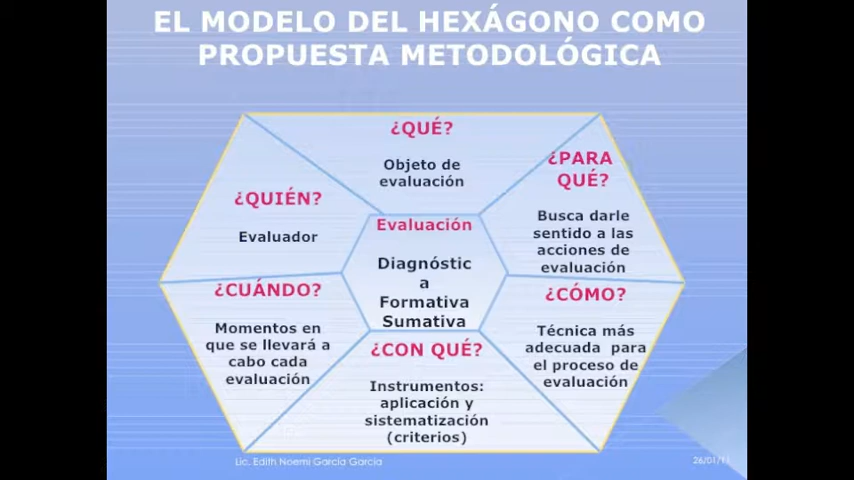 EL MODELO DEL HEXÁGONO COMO
PROPUESTA METODOLÓGICA
¿QUÉ?
Objeto de
evaluación
¿PARA
QUÉ?
Busca darle
sentido a las
acciones de
evaluación
¿QUIÉN?
Evaluador
Evaluación
Diagnóstic
a
Formativa
Sumativa
¿CUÁNDO?
Momentos en
que se llevará a
cabo cada
evaluación
¿CÓMO?
Técnica más
adecuada para
el proceso de
evaluación
¿CON QUÉ?
Instrumentos:
aplicación y
sistematización
(criterios)
Lic. Edith Noemi García García
26/01/11